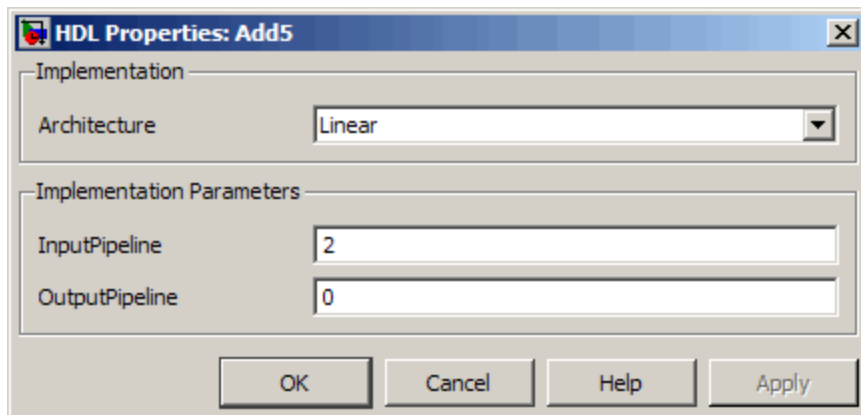 HDL Properties: Add5
Implementation
Architecture Linear
Implementation Parameters
InputPipeline 2
OutputPipeline 0
OK Cancel Help Apply